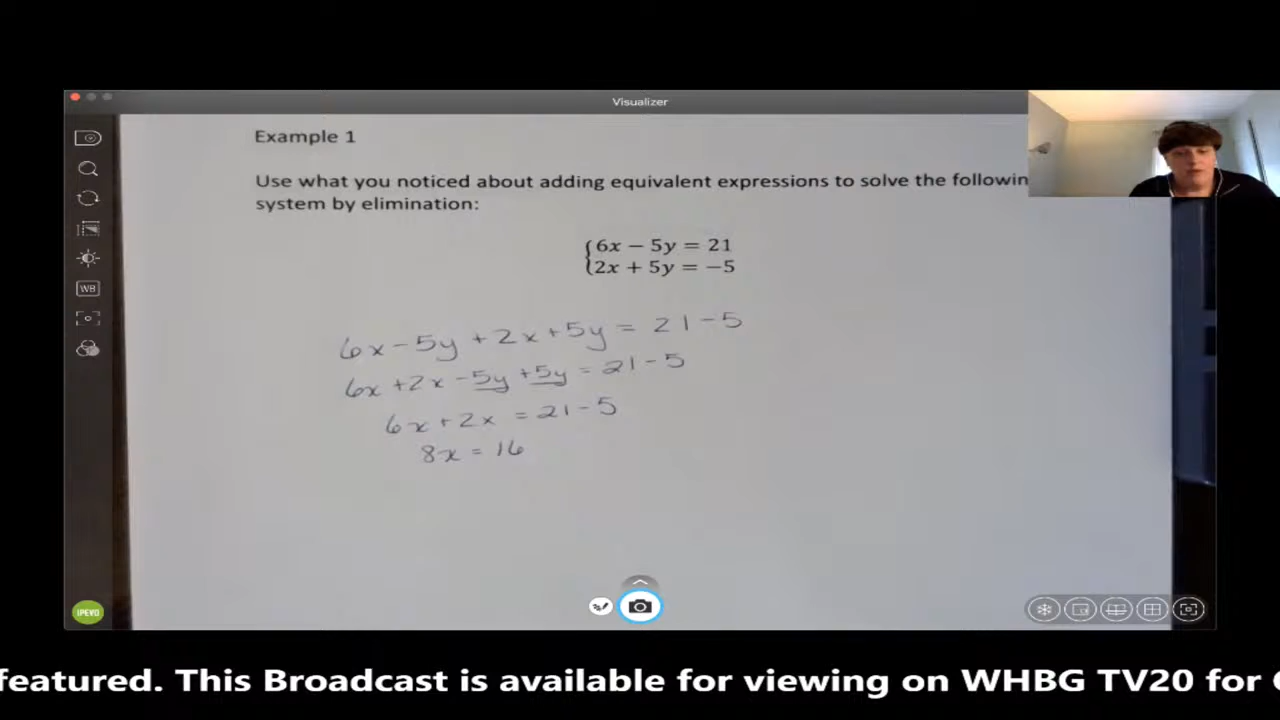 Visualizer
Example 1
Use what you noticed about adding equivalent expressions to solve the
system by elimination:
6x − 5y = 21
2x + 5y = −5
6x - 5y + 2x + 5y = 21 - 5
6x + 2x - 5y + 5y = 21 - 5
6x + 2x = 21 - 5
8x = 16
WB
iPEVO
featured. This Broadcast is available for viewing on WHBG TV20 for